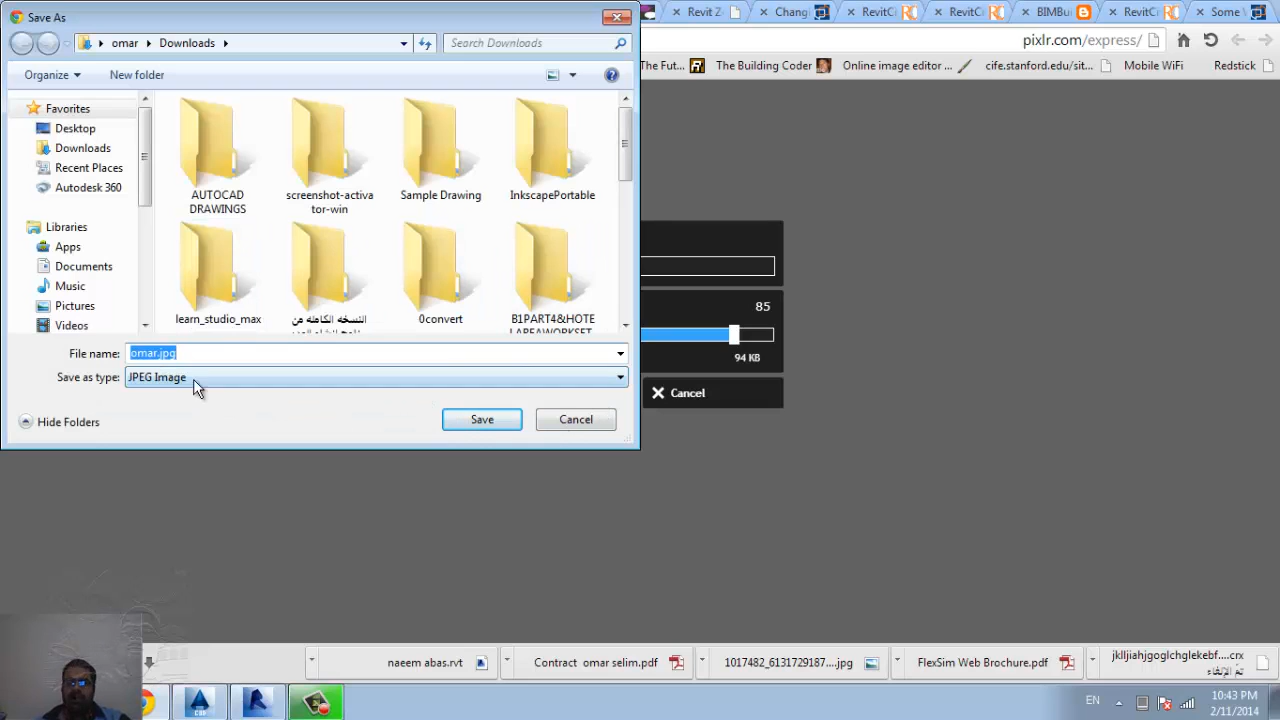 Save As
omar
Downloads
Search Downloads
Organize
New folder
Favorites
Desktop
Downloads
Recent Places
Autodesk 360
Libraries
Apps
Documents
Music
Pictures
Videos
AUTOCAD DRAWINGS
screenshot-activa
tor-win
Sample Drawing
InkscapePortable
learn_studio_max
النسخه الكاملة من
0convert
B1PART4&HOTE
File name:
omar.jpg
Save as type:
JPEG Image
Hide Folders
Save
Cancel
Revit
Chang
RevitC
RevitC
BIMBu
RevitC
Some
pixlr.com/express/
The Fut...
The Building Coder
Online image editor ...
cife.stanford.edu/sit...
Mobile WiFi
Redstick
85
94 KB
Cancel
naeem abas.rvt
Contract omar selim.pdf
1017482_6131729187....jpg
FlexSim Web Brochure.pdf
تم الإلغاء
EN
10:43 PM
2/11/2014